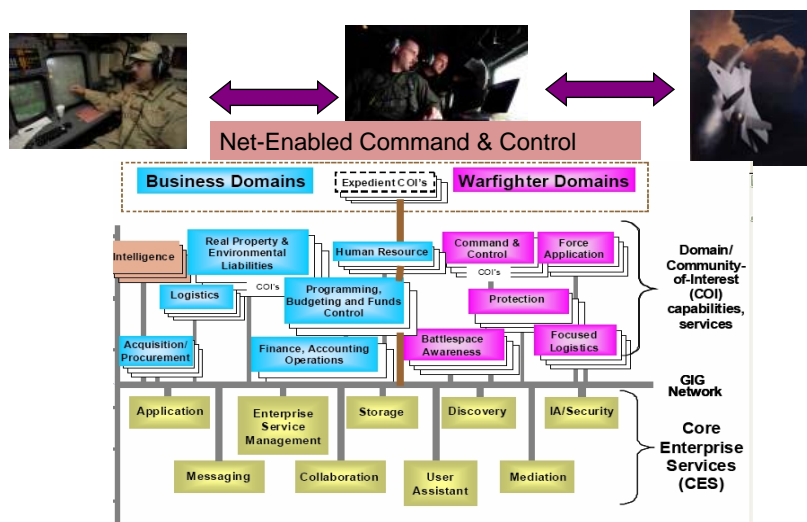 Net-Enabled Command & Control
Business Domains
Expedient COI's
Warfighter Domains
Intelligence
Real Property &
Environmental
Liabilities
Human Resource
Command &
Control
Force
Application
Domain/
Community-
of-Interest
(COI)
capabilities,
services
COI's
COI's
Logistics
Programming,
Budgeting and Funds
Control
Protection
Acquisition/
Procurement
Finance, Accounting
Operations
Battlespace
Awareness
Focused
Logistics
GIG
Network
Application
Enterprise
Service
Management
Storage
Discovery
IA/Security
Core
Enterprise
Services
(CES)
Messaging
Collaboration
User
Assistant
Mediation